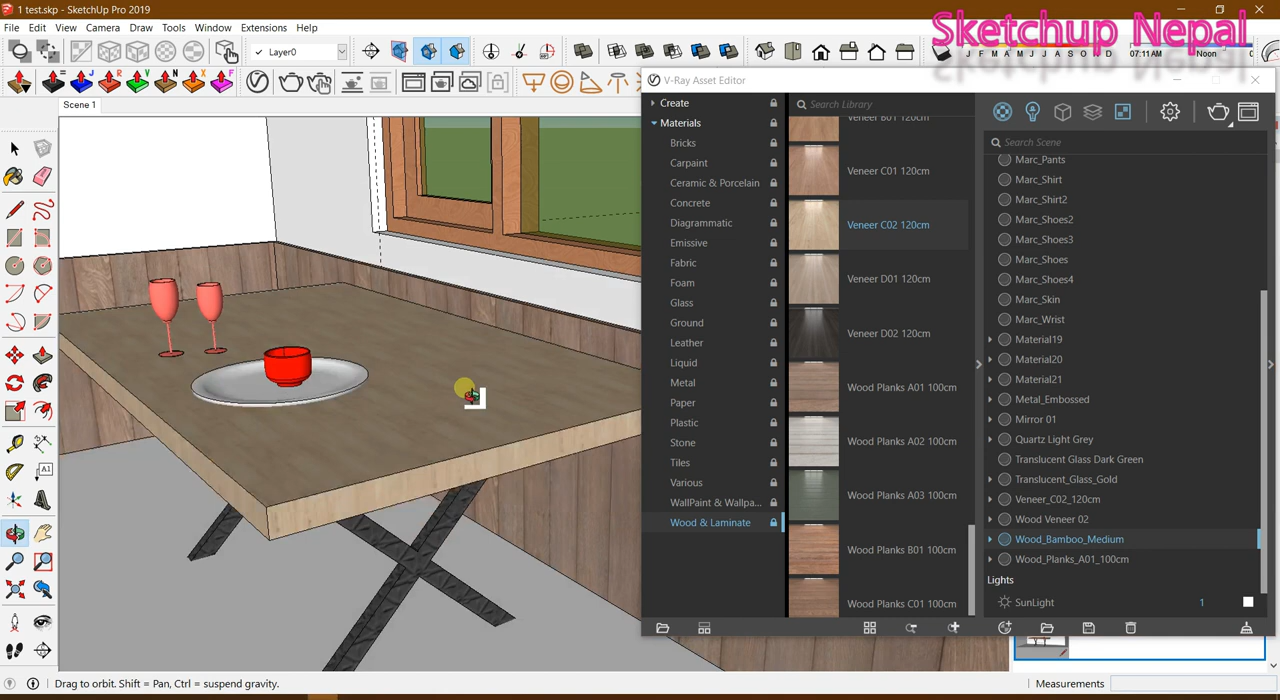 1 test.skp - SketchUp Pro 2019
File Edit View Camera Draw Tools Window Extensions Help
Sketchup Nepal
Layer0
J F M A M J J A S O N D
07:11 AM Noon
Scene 1
V-Ray Asset Editor
Create
Materials
Bricks
Carpaint
Ceramic & Porcelain
Concrete
Diagrammatic
Emissive
Fabric
Foam
Glass
Ground
Leather
Liquid
Metal
Paper
Plastic
Stone
Tiles
Various
WallPaint & Wallpa...
Wood & Laminate
Search Library
Veneer B01 120cm
Veneer C01 120cm
Veneer C02 120cm
Veneer D01 120cm
Veneer D02 120cm
Wood Planks A01 100cm
Wood Planks A02 100cm
Wood Planks A03 100cm
Wood Planks B01 100cm
Wood Planks C01 100cm
Search Scene
Marc_Pants
Marc_Shirt
Marc_Shirt2
Marc_Shoes2
Marc_Shoes3
Marc_Shoes
Marc_Shoes4
Marc_Skin
Marc_Wrist
Material19
Material20
Material21
Metal_Embossed
Mirror 01
Quartz Light Grey
Translucent Glass Dark Green
Translucent_Glass_Gold
Veneer_C02_120cm
Wood Veneer 02
Wood_Bamboo_Medium
Wood_Planks_A01_100cm
Lights
SunLight 1
Drag to orbit. Shift = Pan, Ctrl = suspend gravity.
Measurements